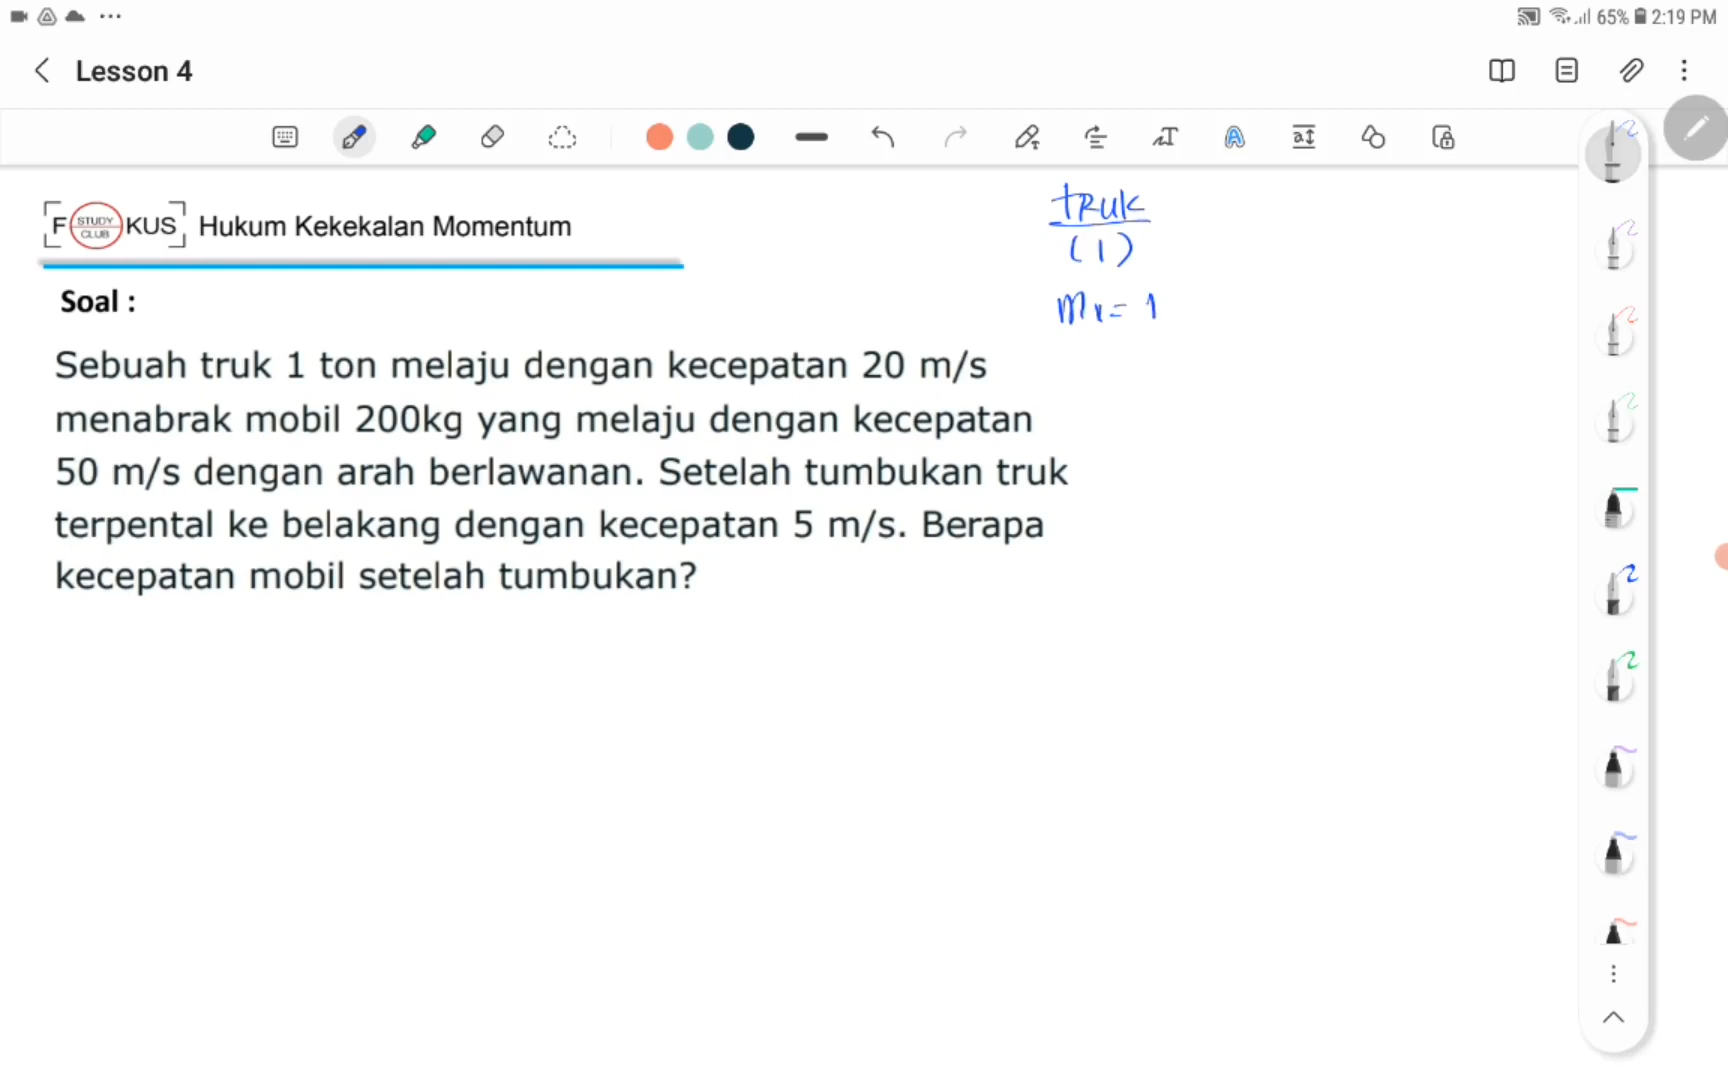 65% 2:19 PM
Lesson 4
F STUDY CLUB KUS Hukum Kekekalan Momentum
truk
(1)
m₁ = 1
Soal :
Sebuah truk 1 ton melaju dengan kecepatan 20 m/s
menabrak mobil 200kg yang melaju dengan kecepatan
50 m/s dengan arah berlawanan. Setelah tumbukan truk
terpental ke belakang dengan kecepatan 5 m/s. Berapa
kecepatan mobil setelah tumbukan?